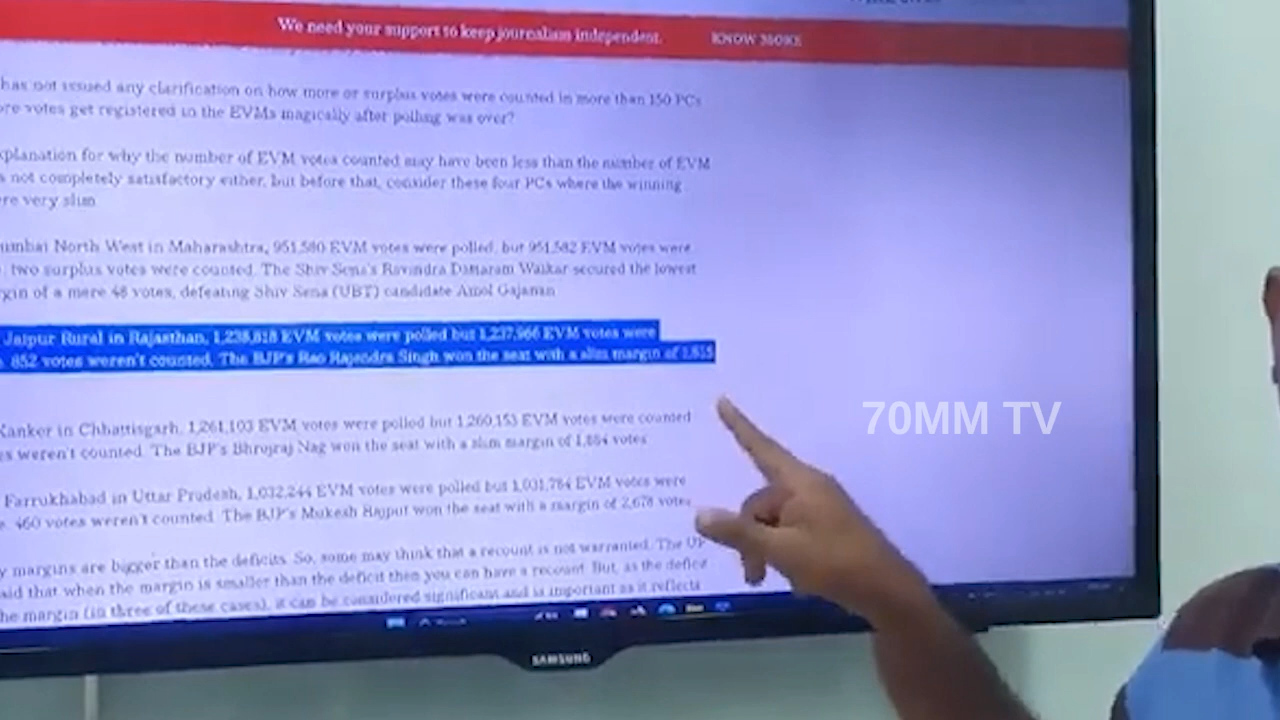 We need your support to keep journalism independent. KNOW MORE
has not issued any clarification on how more or surplus votes were counted in more than 150 PCs
votes get registered in the EVMs magically after polling was over?
explanation for why the number of EVM votes counted may have been less than the number of EVM
not completely satisfactory either, but before that, consider these four PCs where the winning
very slim
Mumbai North West in Maharashtra, 951,580 EVM votes were polled, but 951,582 EVM votes were
two surplus votes were counted. The Shiv Sena's Ravindra Dattaram Waikar secured the lowest
margin of a mere 48 votes, defeating Shiv Sena (UBT) candidate Amol Gajanan
Jaipur Rural in Rajasthan, 1,238,818 EVM votes were polled but 1,237,966 EVM votes were
852 votes weren't counted. The BJP's Rao Rajendra Singh won the seat with a slim margin of 1,615
Kanker in Chhattisgarh, 1,261,103 EVM votes were polled but 1,260,153 EVM votes were counted
weren't counted. The BJP's Bhrojraj Nag won the seat with a slim margin of 1,884 votes
Farrukhabad in Uttar Pradesh, 1,032,244 EVM votes were polled but 1,031,784 EVM votes were
460 votes weren't counted. The BJP's Mukesh Rajput won the seat with a margin of 2,678 votes
margins are bigger than the deficits. So, some may think that a recount is not warranted. The
said that when the margin is smaller than the deficit then you can have a recount. But, as the deficit
the margin (in three of these cases), it can be considered significant and is important as it reflects
SAMSUNG
70MM TV